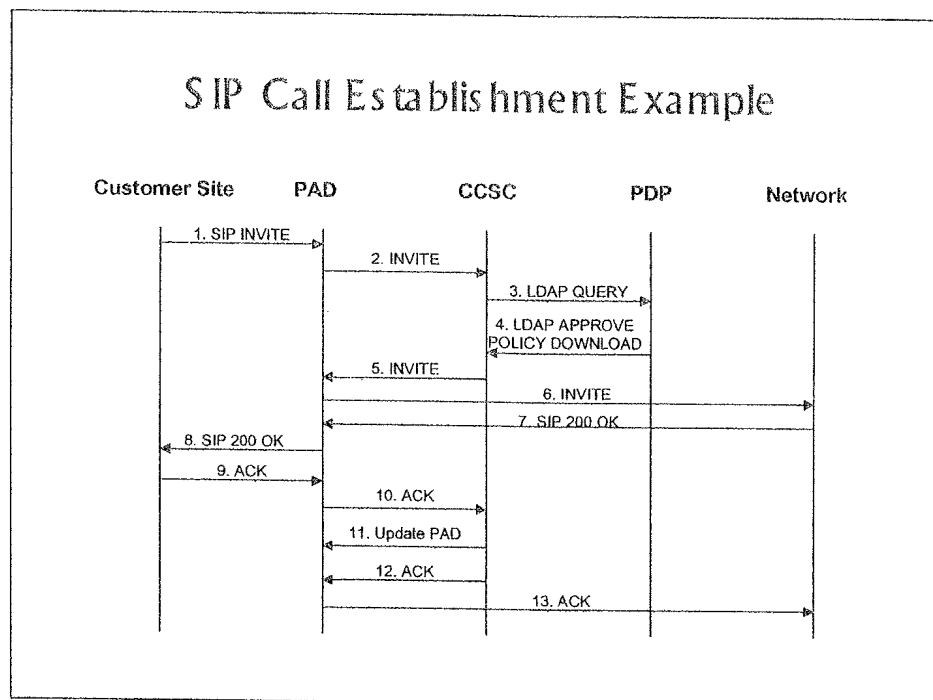 SIP Call Establishment Example
Customer Site PAD CCSC PDP Network
1. SIP INVITE
2. INVITE
3. LDAP QUERY
4. LDAP APPROVE
POLICY DOWNLOAD
5. INVITE
6. INVITE
7. SIP 200 OK
8. SIP 200 OK
9. ACK
10. ACK
11. Update PAD
12. ACK
13. ACK